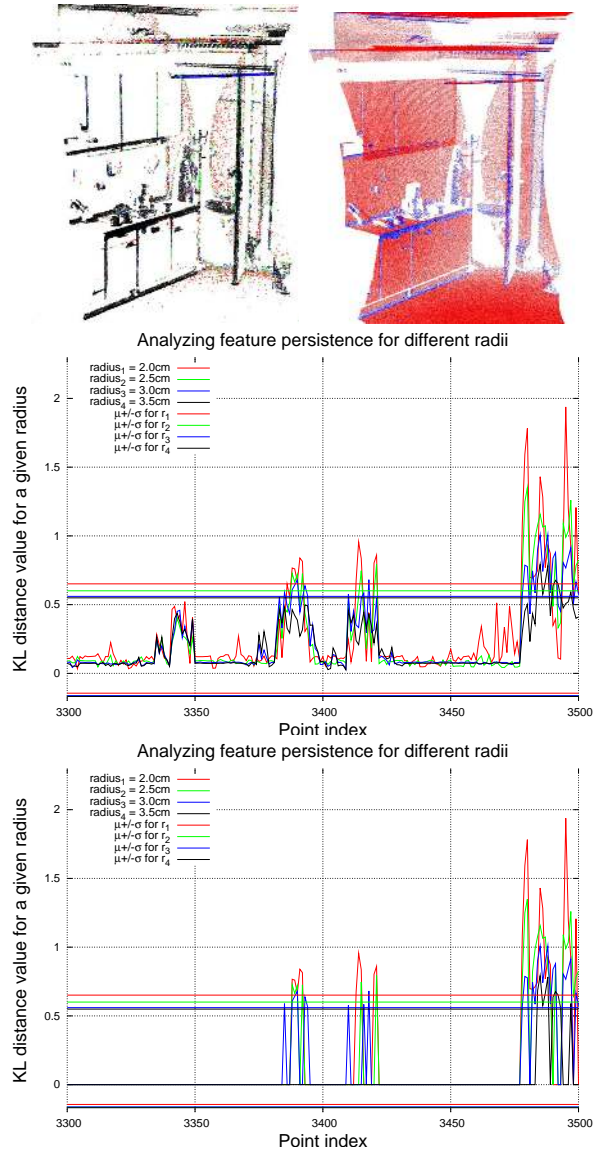 Analyzing feature persistence for different radii
KL distance value for a given radius
radius1 = 2.0cm
radius2 = 2.5cm
radius3 = 3.0cm
radius4 = 3.5cm
μ+/-σ for r1
μ+/-σ for r2
μ+/-σ for r3
μ+/-σ for r4
2
1.5
1
0.5
0
3300 3350 3400 3450 3500
Point index
Analyzing feature persistence for different radii
KL distance value for a given radius
radius1 = 2.0cm
radius2 = 2.5cm
radius3 = 3.0cm
radius4 = 3.5cm
μ+/-σ for r1
μ+/-σ for r2
μ+/-σ for r3
μ+/-σ for r4
2
1.5
1
0.5
0
3300 3350 3400 3450 3500
Point index